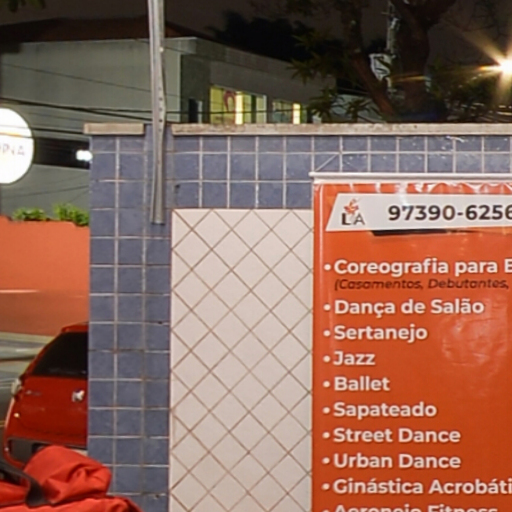 LA 97390-6256
• Coreografia para E
(Casamentos, Debutantes,
• Dança de Salão
• Sertanejo
• Jazz
• Ballet
• Sapateado
• Street Dance
• Urban Dance
• Ginástica Acrobáti